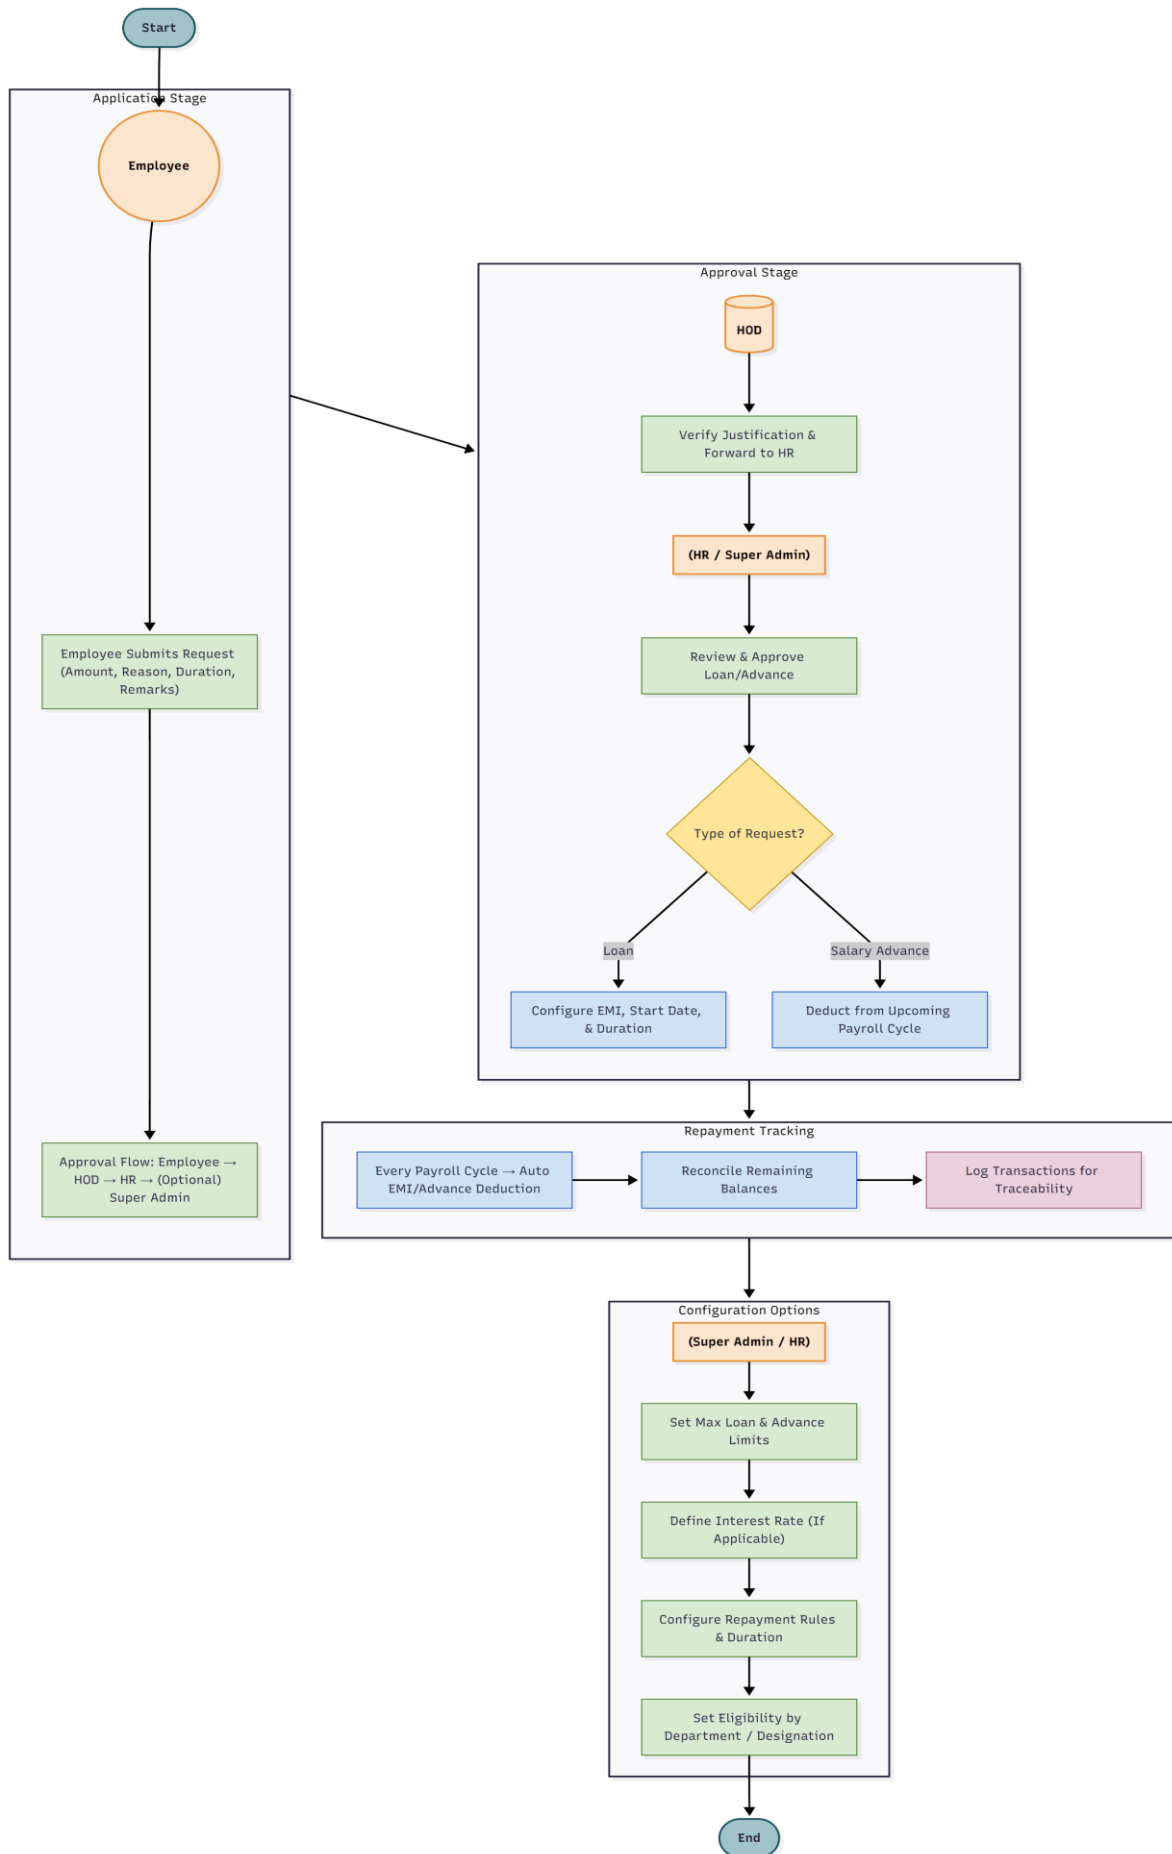 Start
Application Stage
Employee
Employee Submits Request
(Amount, Reason, Duration,
Remarks)
Approval Flow: Employee →
HOD → HR → (Optional)
Super Admin
Approval Stage
HOD
Verify Justification &
Forward to HR
(HR / Super Admin)
Review & Approve
Loan/Advance
Type of Request?
Loan
Salary Advance
Configure EMI, Start Date,
& Duration
Deduct from Upcoming
Payroll Cycle
Repayment Tracking
Every Payroll Cycle → Auto
EMI/Advance Deduction
Reconcile Remaining
Balances
Log Transactions for
Traceability
Configuration Options
(Super Admin / HR)
Set Max Loan & Advance
Limits
Define Interest Rate (If
Applicable)
Configure Repayment Rules
& Duration
Set Eligibility by
Department / Designation
End